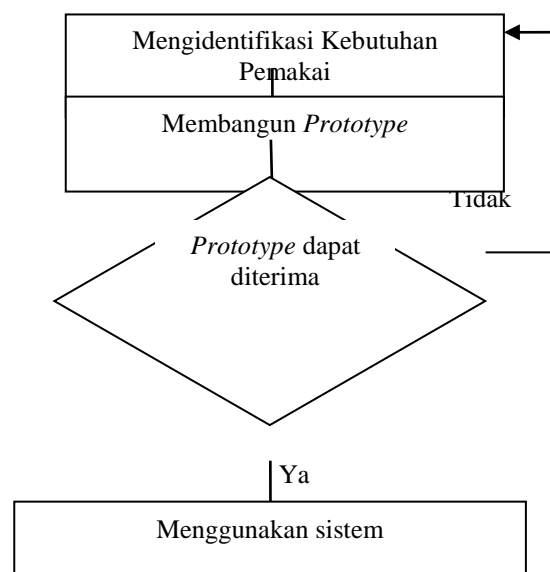 Mengidentifikasi Kebutuhan
Pemakai
Membangun Prototype
Tidak
Prototype dapat
diterima
Ya
Menggunakan sistem